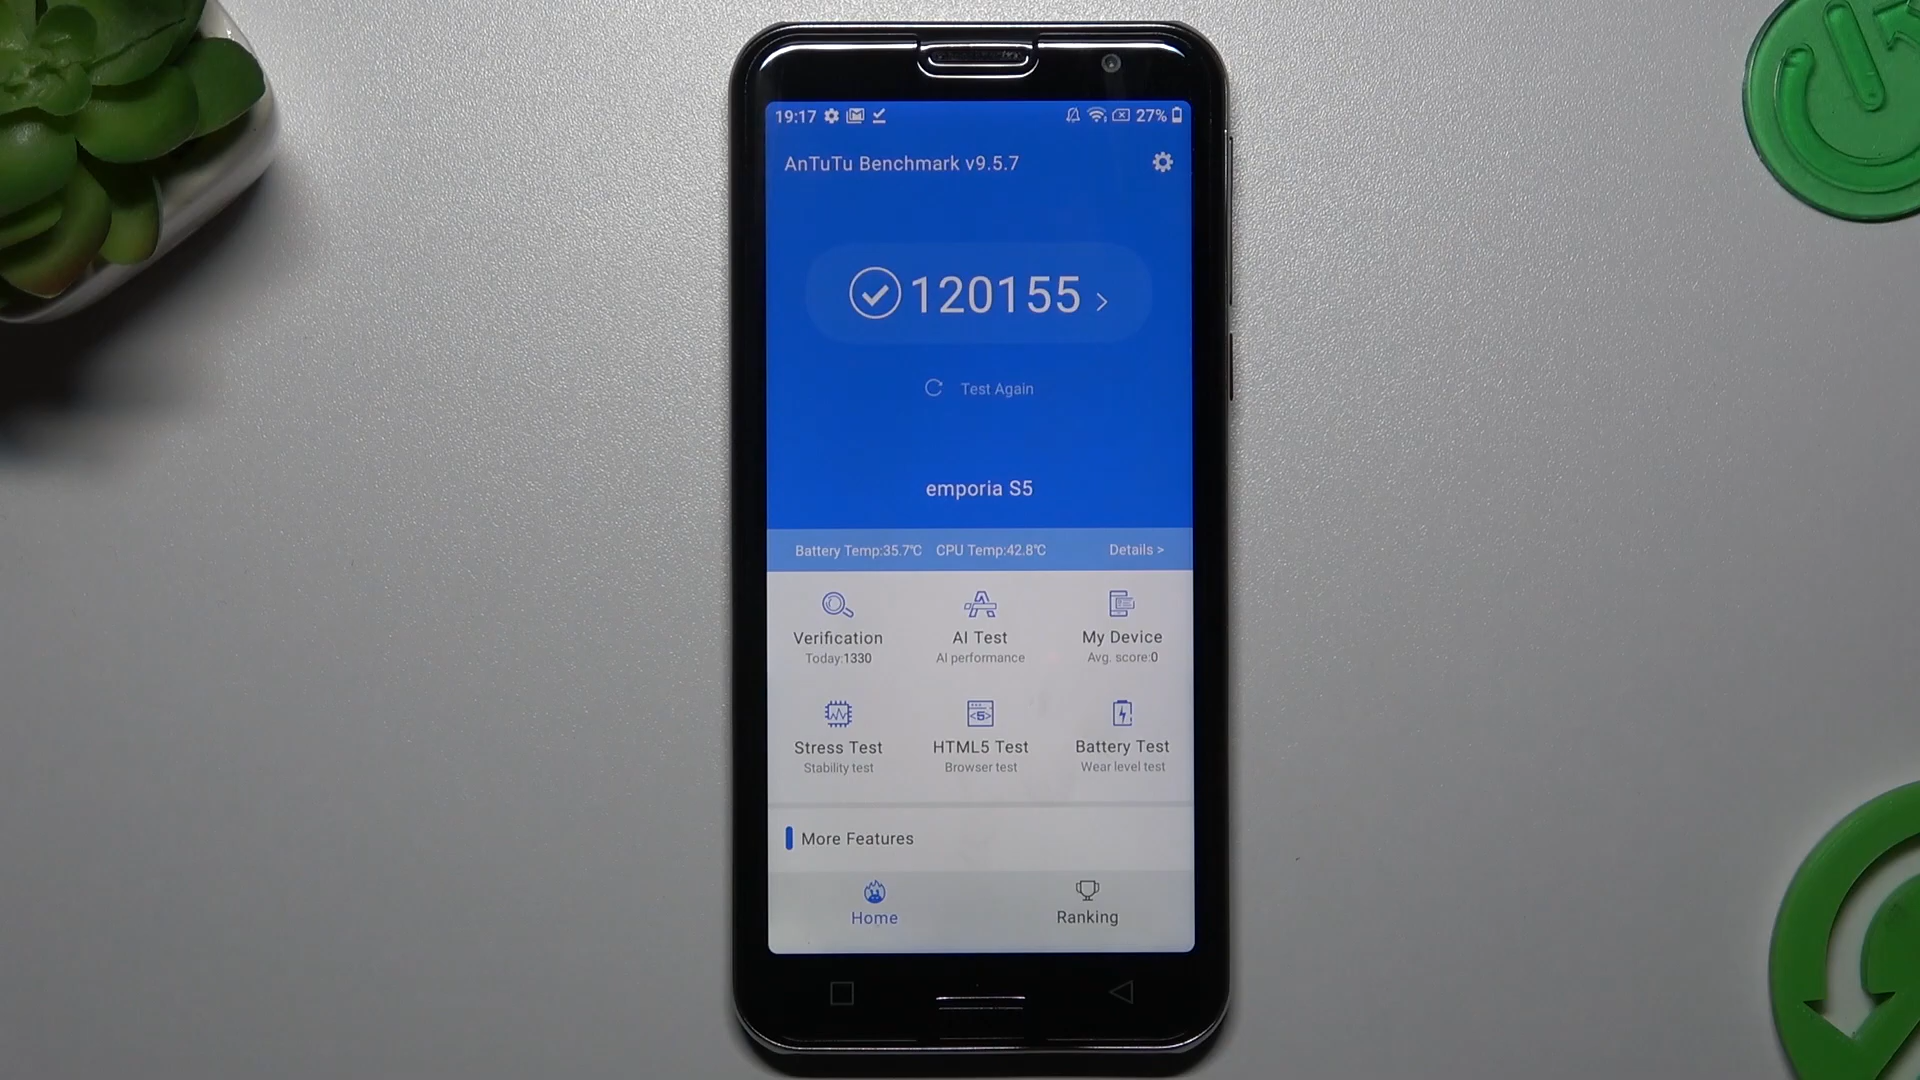 19:17 27%
AnTuTu Benchmark v9.5.7
120155 >
Test Again
emporia S5
Battery Temp:35.7℃ CPU Temp:42.8℃ Details >
Verification AI Test My Device
Today:1330 AI performance Avg. score:0
<5>
Stress Test HTML5 Test Battery Test
Stability test Browser test Wear level test
More Features
Home Ranking